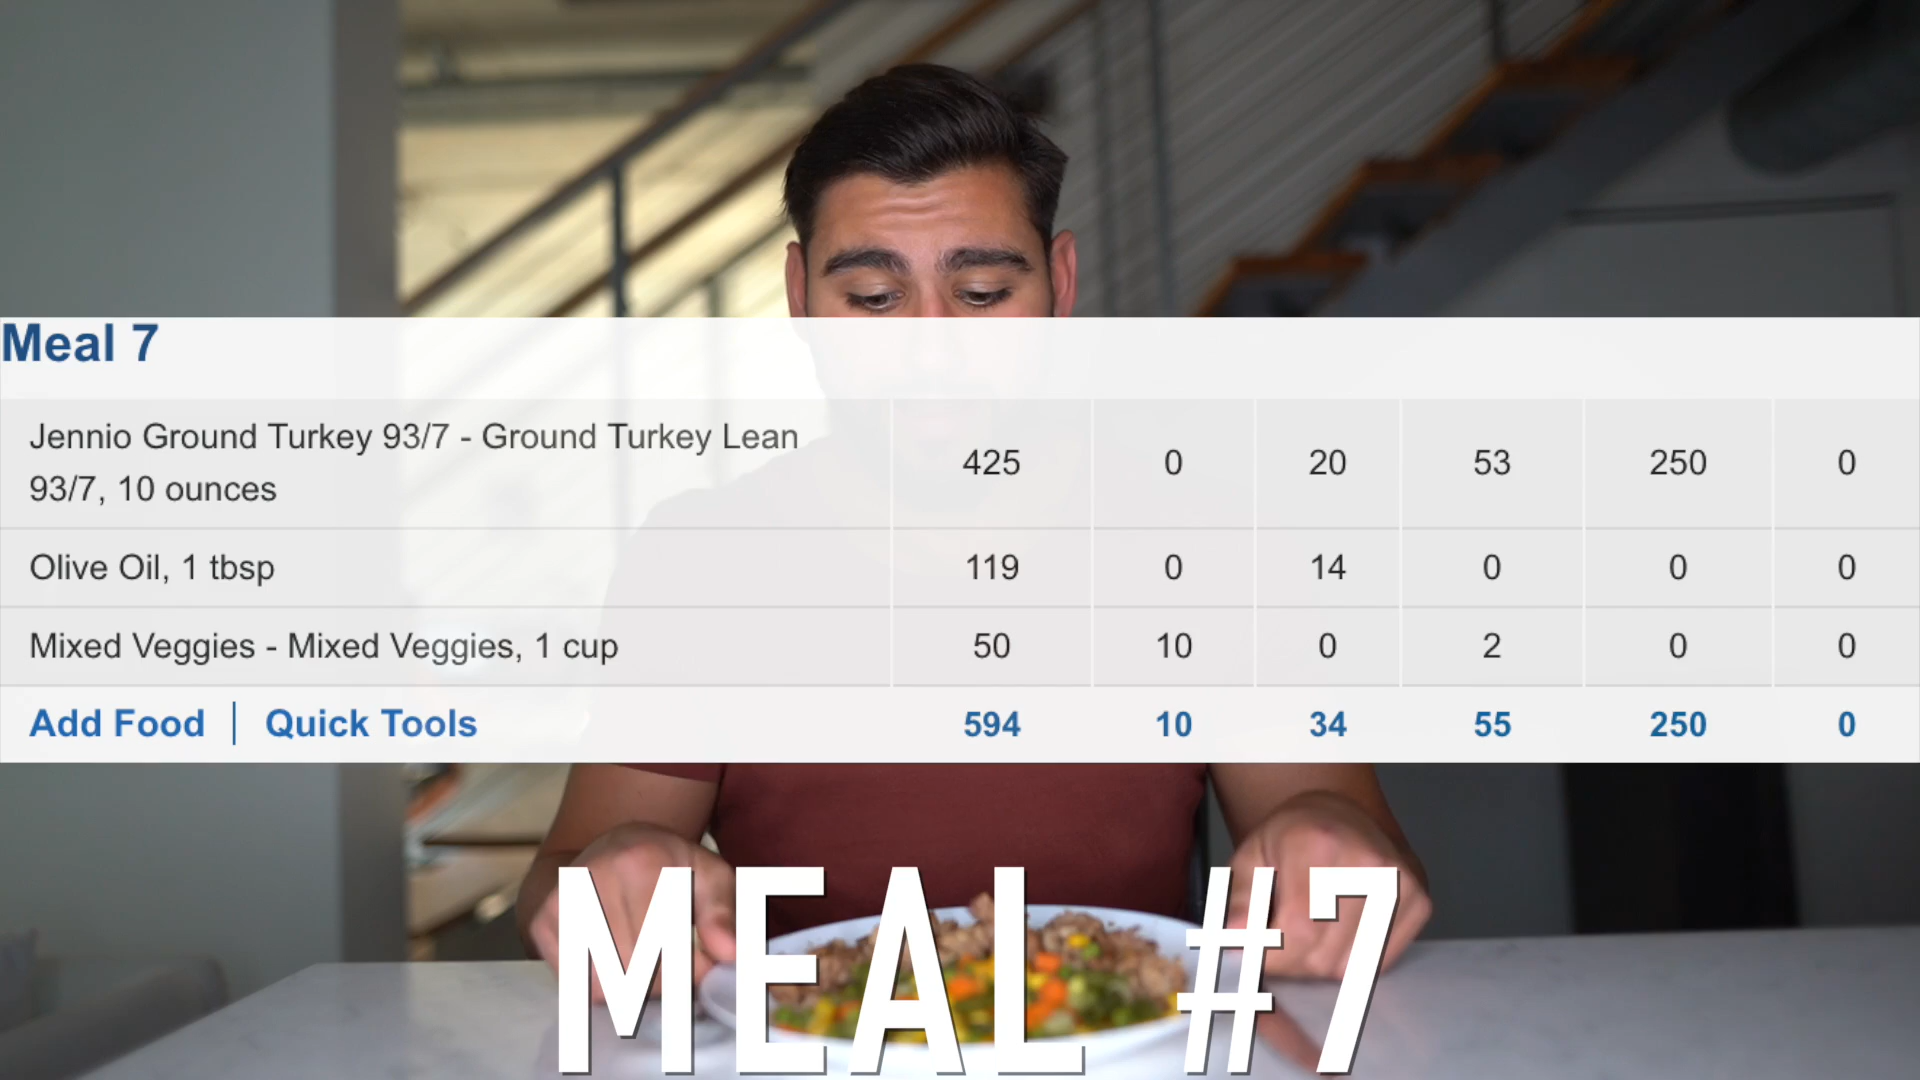 Meal 7
Jennio Ground Turkey 93/7 - Ground Turkey Lean
93/7, 10 ounces 425 0 20 53 250 0
Olive Oil, 1 tbsp 119 0 14 0 0 0
Mixed Veggies - Mixed Veggies, 1 cup 50 10 0 2 0 0
Add Food | Quick Tools 594 10 34 55 250 0
MEAL #7